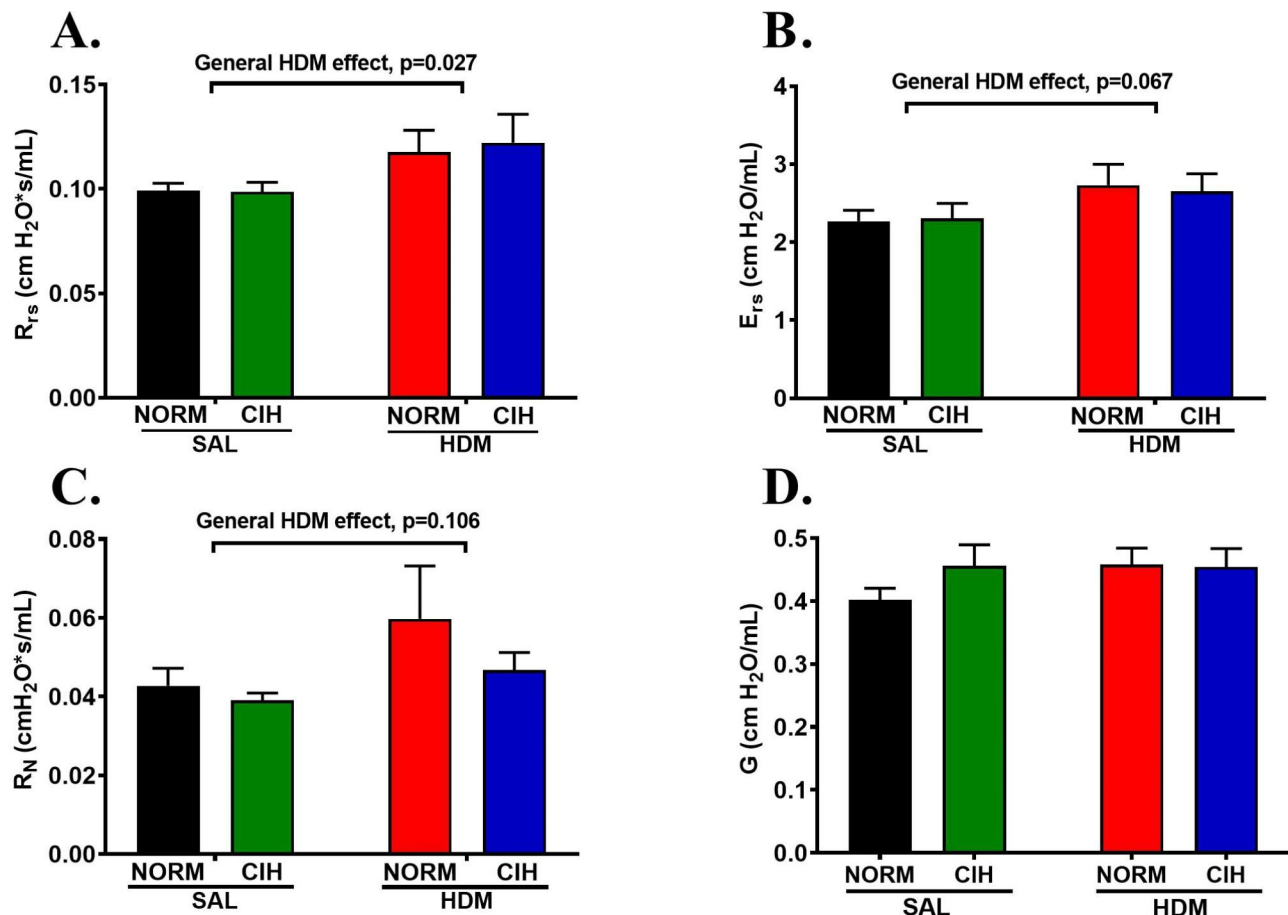 A.
General HDM effect, p=0.027
R_rs (cm H₂O*s/mL)
0.15
0.10
0.05
0.00
NORM CIH NORM CIH
SAL HDM
B.
General HDM effect, p=0.067
E_rs (cm H₂O/mL)
4
3
2
1
0
NORM CIH NORM CIH
SAL HDM
C.
General HDM effect, p=0.106
R_N (cmH₂O*s/mL)
0.08
0.06
0.04
0.02
0.00
NORM CIH NORM CIH
SAL HDM
D.
G (cm H₂O/mL)
0.5
0.4
0.3
0.2
0.1
0.0
NORM CIH NORM CIH
SAL HDM